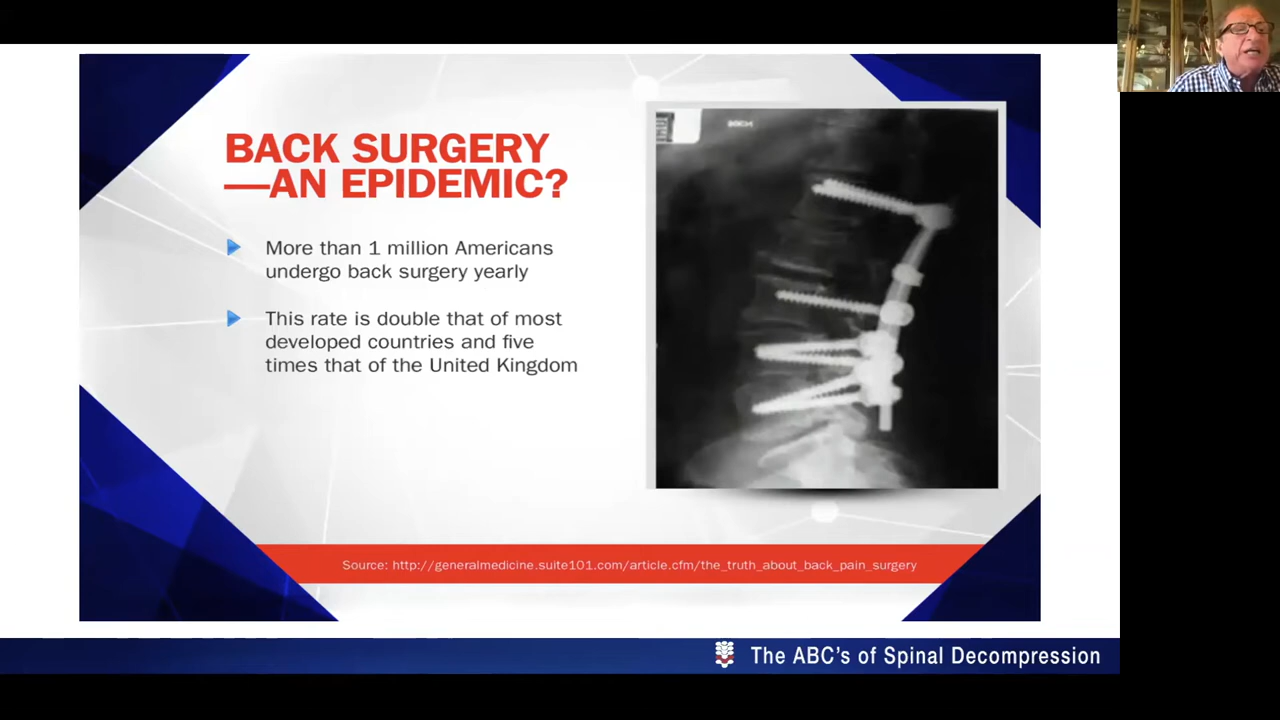 BACK SURGERY
—AN EPIDEMIC?
More than 1 million Americans
undergo back surgery yearly
This rate is double that of most
developed countries and five
times that of the United Kingdom
Source: http://generalmedicine.suite101.com/article.cfm/the_truth_about_back_pain_surgery
The ABC's of Spinal Decompression